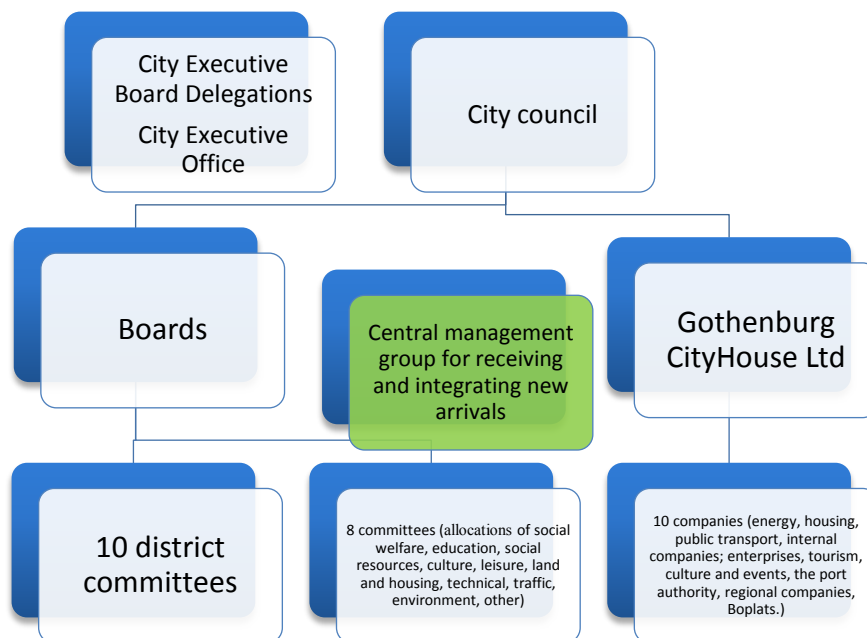 City Executive
Board Delegations
City Executive
Office
City council
Boards
Central management
group for receiving
and integrating new
arrivals
Gothenburg
CityHouse Ltd
10 district
committees
8 committees (allocations of social
welfare, education, social
resources, culture, leisure, land
and housing, technical, traffic,
environment, other)
10 companies (energy, housing,
public transport, internal
companies; enterprises, tourism,
culture and events, the port
authority, regional companies,
Boplats.)